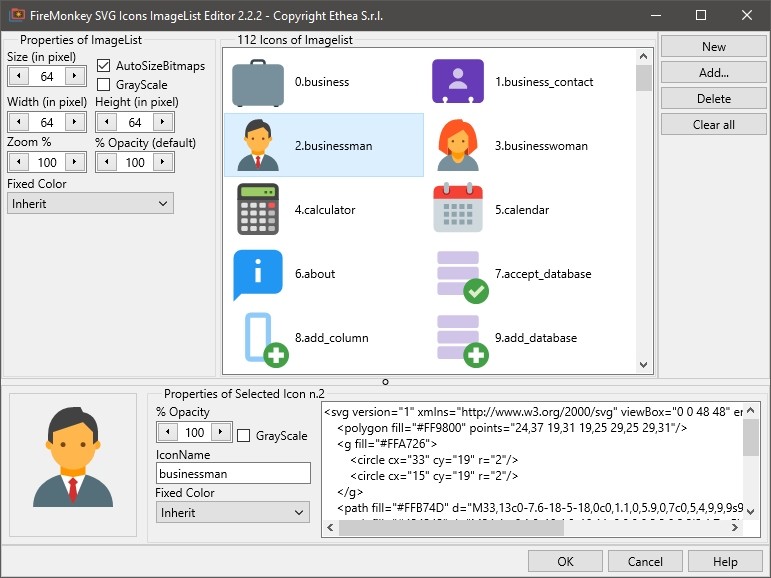 FireMonkey SVG Icons ImageList Editor 2.2.2 - Copyright Ethea S.r.l.
Properties of ImageList
Size (in pixel)
64
AutoSizeBitmaps
GrayScale
Width (in pixel)
Height (in pixel)
64
64
Zoom %
% Opacity (default)
100
100
Fixed Color
Inherit
112 Icons of Imagelist
0.business
1.business_contact
2.businessman
3.businesswoman
4.calculator
5.calendar
6.about
7.accept_database
8.add_column
9.add_database
New
Add...
Delete
Clear all
Properties of Selected Icon n.2
% Opacity
100
GrayScale
IconName
businessman
Fixed Color
Inherit
<svg version="1" xmlns="http://www.w3.org/2000/svg" viewBox="0 0 48 48" er
<polygon fill="#FF9800" points="24,37 19,31 19,25 29,25 29,31"/>
<g fill="#FFA726">
<circle cx="33" cy="19" r="2"/>
<circle cx="15" cy="19" r="2"/>
</g>
<path fill="#FFB74D" d="M33,13c0-7.6-18-5-18,0c0,1.1,0,5.9,0,7c0,5,4,9,9,9s9
OK
Cancel
Help